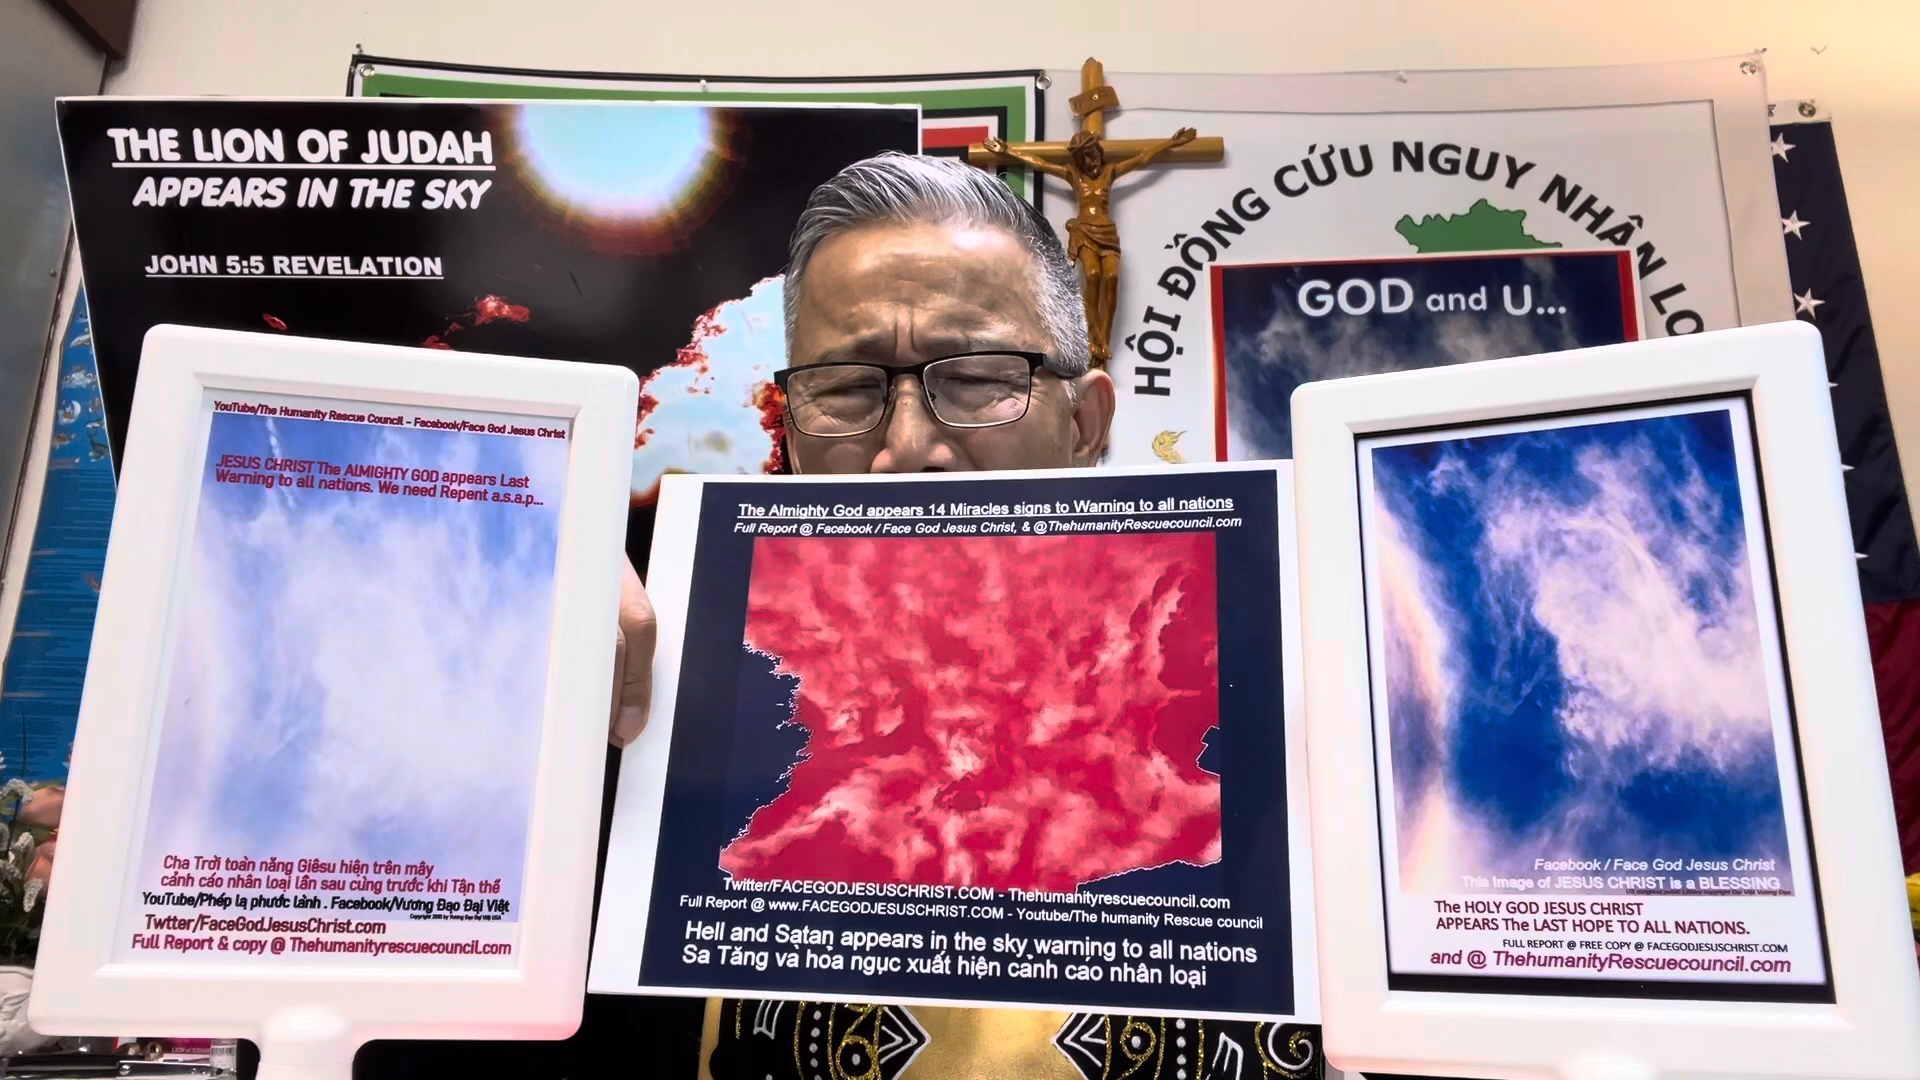 THE LION OF JUDAH
APPEARS IN THE SKY
JOHN 5:5 REVELATION
HỘI ĐỒNG CỨU NGUY NHÂN LO
GOD and U...
YouTube/The Humanity Rescue Council - Facebook/Face God Jesus Christ
JESUS CHRIST The ALMIGHTY GOD appears Last
Warning to all nations. We need Repent a.s.a.p...
Cha Trời toàn năng Giêsu hiện trên mây
cảnh cáo nhân loại lần sau cùng trước khi Tận thế
YouTube/Phép lạ phước lành . Facebook/Vương Đạo Đại Việt
Twtter/FaceGodJesusChrist.com
Full Report & copy @ Thehumanityrescuecouncil.com
The Almighty God appears 14 Miracles signs to Warning to all nations
Full Report @ Facebook / Face God Jesus Christ, & @ThehumanityRescuecouncil.com
Twitter/FACEGODJESUSCHRIST.COM - Thehumanityrescuecouncil.com
Full Report @ www.FACEGODJESUSCHRIST.COM - Youtube/The humanity Rescue council
Hell and Satan appears in the sky warning to all nations
Sa Tăng và hỏa ngục xuất hiện cảnh cáo nhân loại
Facebook / Face God Jesus Christ
This Image of JESUS CHRIST is a BLESSING
The HOLY GOD JESUS CHRIST
APPEARS The LAST HOPE TO ALL NATIONS.
FULL REPORT @ FREE COPY @ FACEGODJESUSCHRIST.COM
and @ ThehumanityRescuecouncil.com
LION of JUDAH